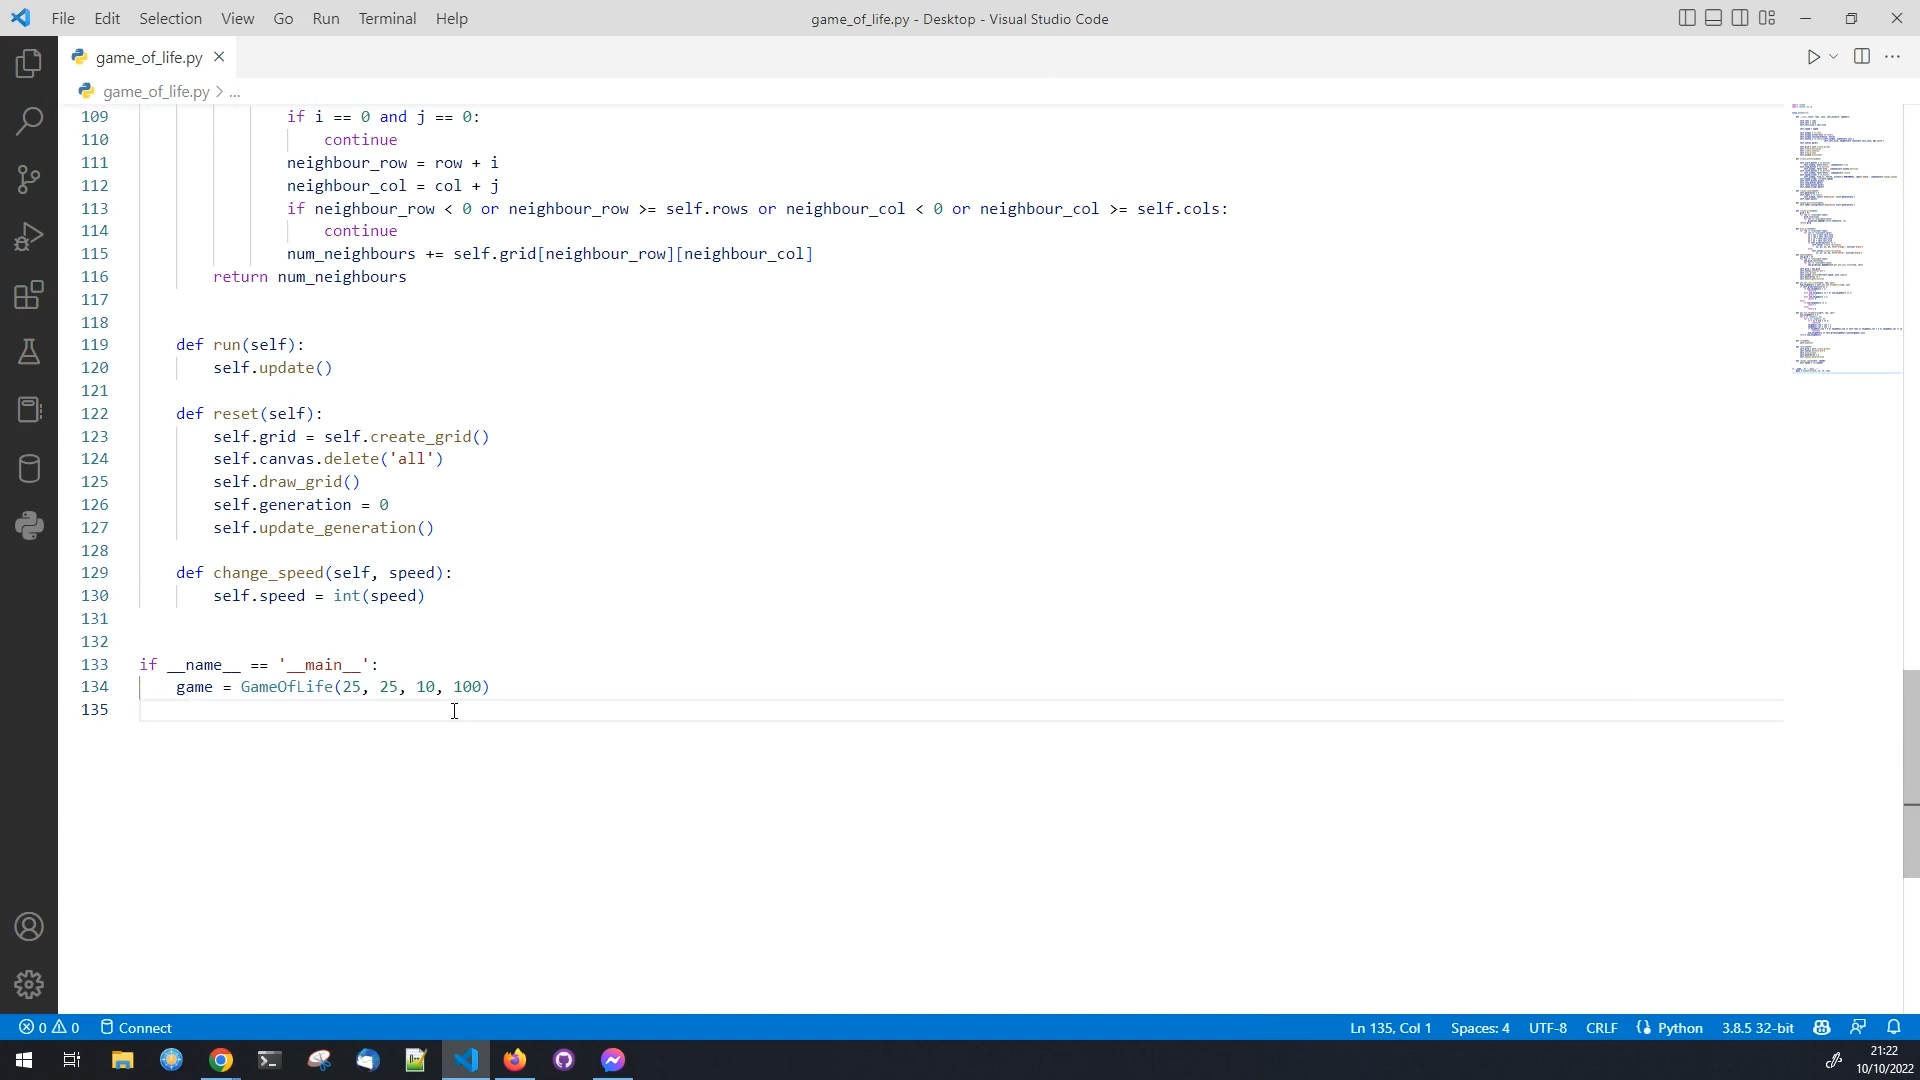 File Edit Selection View Go Run Terminal Help
game_of_life.py - Desktop - Visual Studio Code
game_of_life.py
game_of_life.py > ...
109 if i == 0 and j == 0:
110 continue
111 neighbour_row = row + i
112 neighbour_col = col + j
113 if neighbour_row < 0 or neighbour_row >= self.rows or neighbour_col < 0 or neighbour_col >= self.cols:
114 continue
115 num_neighbours += self.grid[neighbour_row][neighbour_col]
116 return num_neighbours
117
118
119 def run(self):
120 self.update()
121
122 def reset(self):
123 self.grid = self.create_grid()
124 self.canvas.delete('all')
125 self.draw_grid()
126 self.generation = 0
127 self.update_generation()
128
129 def change_speed(self, speed):
130 self.speed = int(speed)
131
132
133 if __name__ == '__main__':
134 game = GameOfLife(25, 25, 10, 100)
135
0 0 Connect
Ln 135, Col 1 Spaces: 4 UTF-8 CRLF Python 3.8.5 32-bit
21:22
10/10/2022